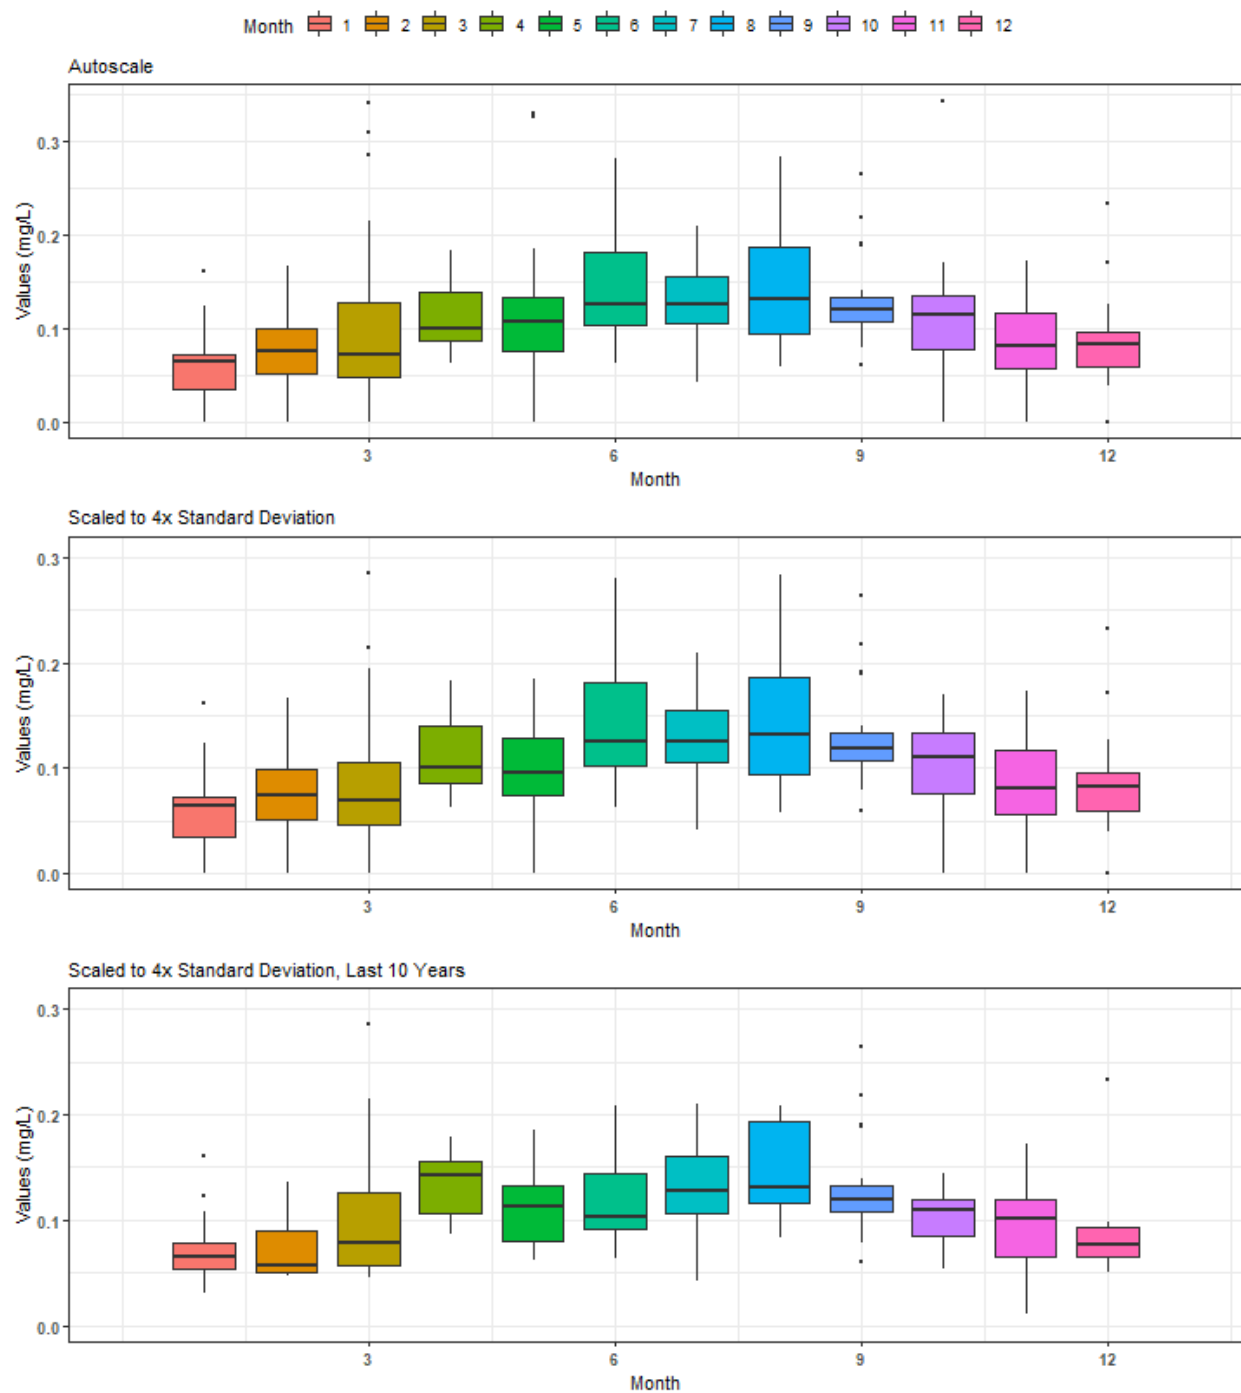 Month 1 2 3 4 5 6 7 8 9 10 11 12
Autoscale
Values (mg/L)
0.3
0.2
0.1
0.0
3 6 9 12
Month
Scaled to 4x Standard Deviation
Values (mg/L)
0.3
0.2
0.1
0.0
3 6 9 12
Month
Scaled to 4x Standard Deviation, Last 10 Years
Values (mg/L)
0.3
0.2
0.1
0.0
3 6 9 12
Month